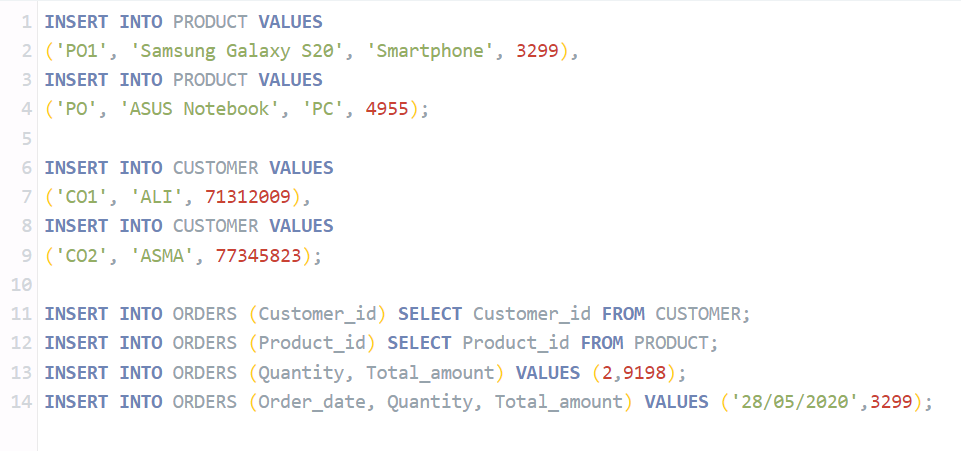 1 INSERT INTO PRODUCT VALUES
2 ('PO1', 'Samsung Galaxy S20', 'Smartphone', 3299),
3 INSERT INTO PRODUCT VALUES
4 ('PO', 'ASUS Notebook', 'PC', 4955);
5
6 INSERT INTO CUSTOMER VALUES
7 ('CO1', 'ALI', 71312009),
8 INSERT INTO CUSTOMER VALUES
9 ('CO2', 'ASMA', 77345823);
10
11 INSERT INTO ORDERS (Customer_id) SELECT Customer_id FROM CUSTOMER;
12 INSERT INTO ORDERS (Product_id) SELECT Product_id FROM PRODUCT;
13 INSERT INTO ORDERS (Quantity, Total_amount) VALUES (2,9198);
14 INSERT INTO ORDERS (Order_date, Quantity, Total_amount) VALUES ('28/05/2020',3299);